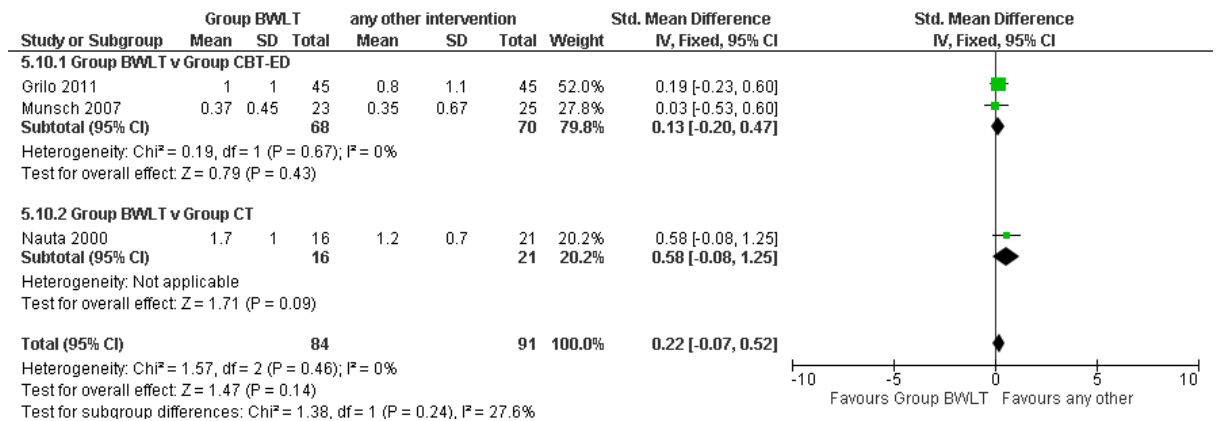 Group BWLT any other intervention Std. Mean Difference Std. Mean Difference
Study or Subgroup Mean SD Total Mean SD Total Weight IV, Fixed, 95% CI IV, Fixed, 95% CI
5.10.1 Group BWLT v Group CBT-ED
Grilo 2011 1 1 45 0.8 1.1 45 52.0% 0.19 [-0.23, 0.60]
Munsch 2007 0.37 0.45 23 0.35 0.67 25 27.8% 0.03 [-0.53, 0.60]
Subtotal (95% CI) 68 70 79.8% 0.13 [-0.20, 0.47]
Heterogeneity: Chi² = 0.19, df = 1 (P = 0.67); I² = 0%
Test for overall effect: Z = 0.79 (P = 0.43)
5.10.2 Group BWLT v Group CT
Nauta 2000 1.7 1 16 1.2 0.7 21 20.2% 0.58 [-0.08, 1.25]
Subtotal (95% CI) 16 21 20.2% 0.58 [-0.08, 1.25]
Heterogeneity: Not applicable
Test for overall effect: Z = 1.71 (P = 0.09)
Total (95% CI) 84 91 100.0% 0.22 [-0.07, 0.52]
Heterogeneity: Chi² = 1.57, df = 2 (P = 0.46); I² = 0%
Test for overall effect: Z = 1.47 (P = 0.14)
Test for subgroup differences: Chi² = 1.38, df = 1 (P = 0.24), I² = 27.6%
-10 -5 0 5 10
Favours Group BWLT Favours any other